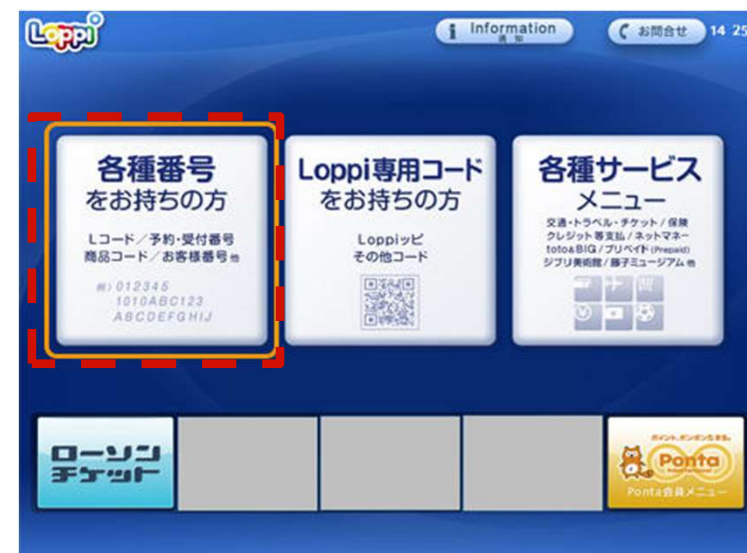 Loppi
i Information
通知
お問合せ
14 25
各種番号
をお持ちの方
Lコード／予約・受付番号
商品コード／お客様番号 他
例) 012345
1010ABC123
ABCDEFGHIJ
Loppi専用コード
をお持ちの方
Loppiッピ
その他コード
各種サービス
メニュー
交通・トラベル・チケット / 保険
クレジット等支払 / ネットマネー
toto&BIG / プリペイド (Prepaid)
ジブリ美術館 / 藤子ミュージアム 他
ローソン
チケット
ポイント、ポンポンたまる。
Ponta
Ponta会員メニュー